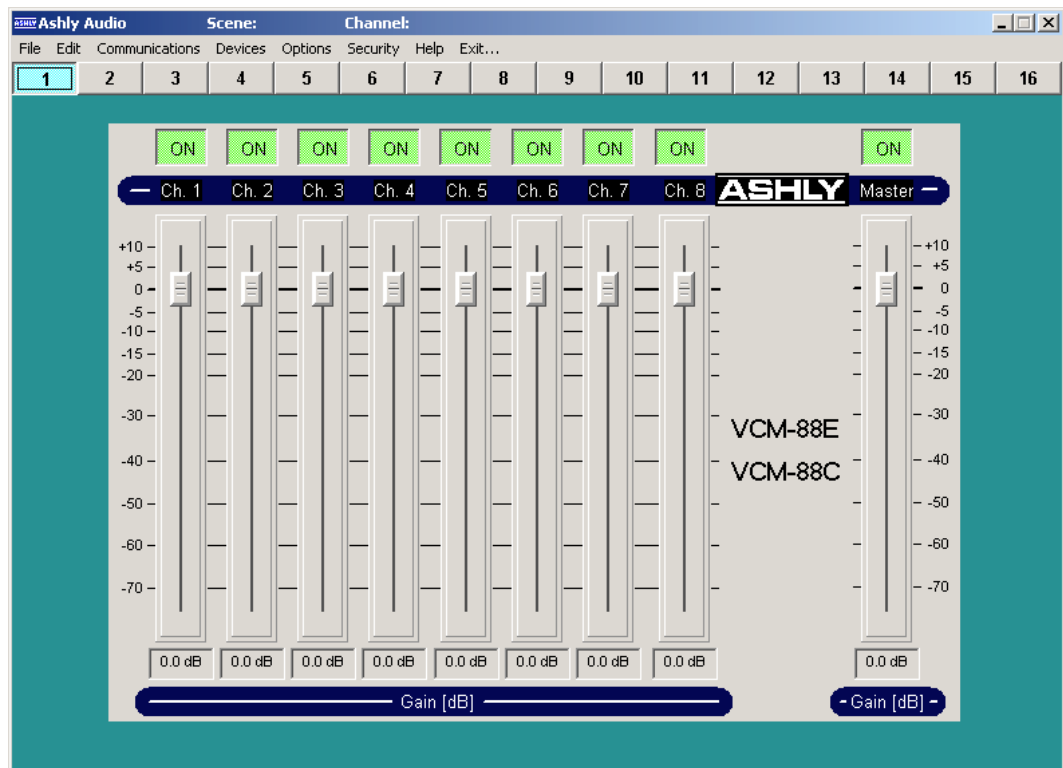 ASHLY Ashly Audio Scene: Channel:
File Edit Communications Devices Options Security Help Exit...
1 2 3 4 5 6 7 8 9 10 11 12 13 14 15 16
ON ON ON ON ON ON ON ON ON
Ch. 1 Ch. 2 Ch. 3 Ch. 4 Ch. 5 Ch. 6 Ch. 7 Ch. 8 ASHLY Master
+10 +10
+5 +5
0 0
-5 -5
-10 -10
-15 -15
-20 -20
-30 -30
VCM-88E
-40 -40
VCM-88C
-50 -50
-60 -60
-70 -70
0.0 dB 0.0 dB 0.0 dB 0.0 dB 0.0 dB 0.0 dB 0.0 dB 0.0 dB 0.0 dB
Gain [dB] Gain [dB]